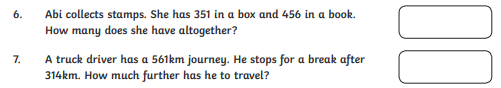 6. Abi collects stamps. She has 351 in a box and 456 in a book.
How many does she have altogether?
7. A truck driver has a 561km journey. He stops for a break after
314km. How much further has he to travel?